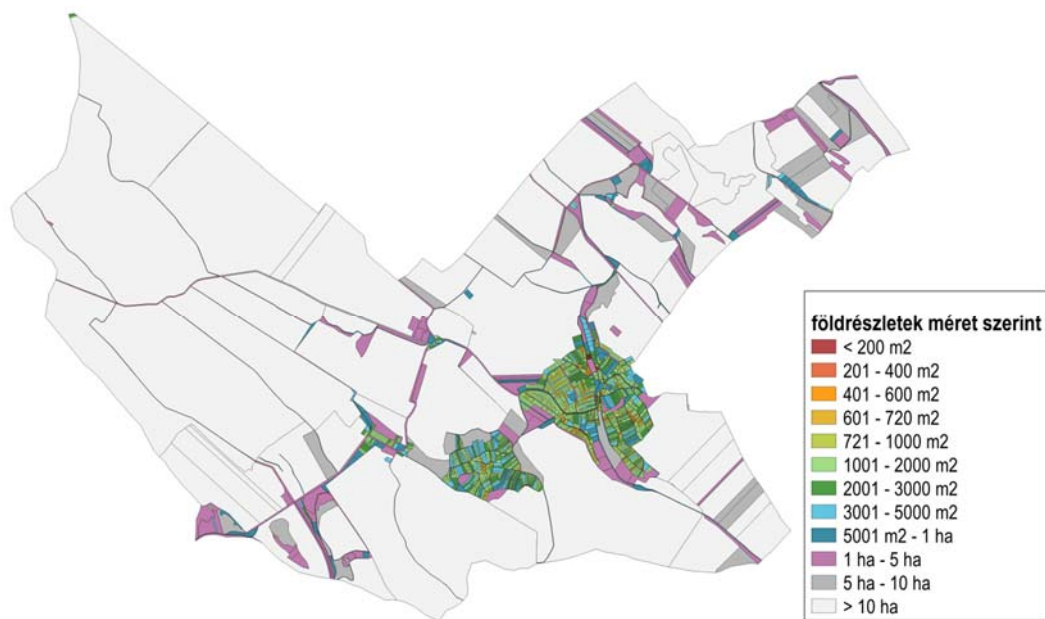 földrészletek méret szerint
< 200 m2
201 - 400 m2
401 - 600 m2
601 - 720 m2
721 - 1000 m2
1001 - 2000 m2
2001 - 3000 m2
3001 - 5000 m2
5001 m2 - 1 ha
1 ha - 5 ha
5 ha - 10 ha
> 10 ha